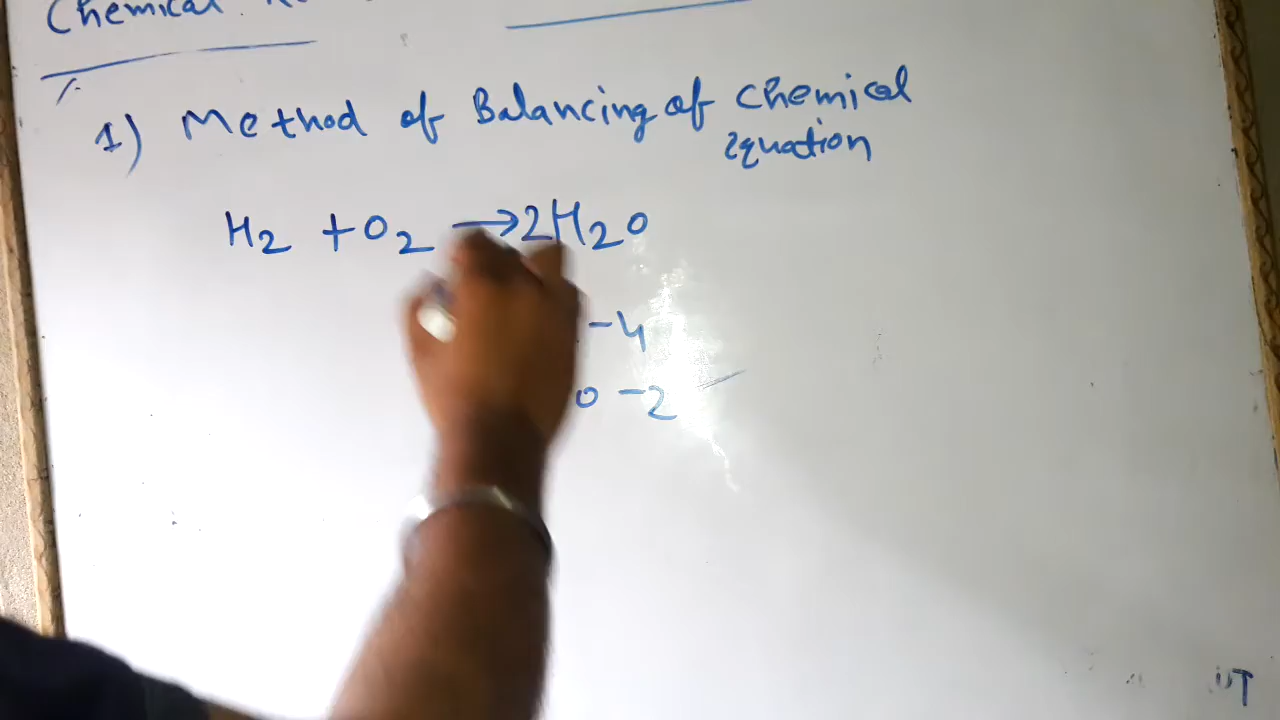 Chemical
1) Method of Balancing of Chemical
Equation
H2 + O2 → 2H2O
- 4
O - 2